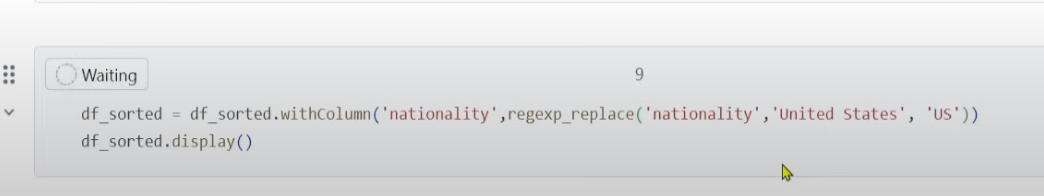 Waiting
9
df_sorted = df_sorted.withColumn('nationality',regexp_replace('nationality','United States', 'US'))
df_sorted.display()